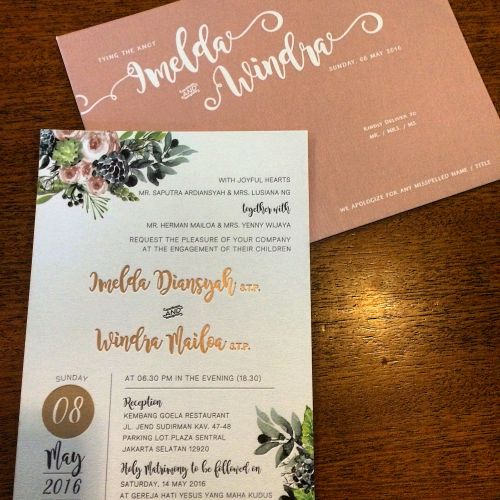 TYING THE KNOT
Imelda
AND
Windra
SUNDAY, 08 MAY 2016
KINDLY DELIVER TO
MR. / MRS. / MS.
WE APOLOGIZE FOR ANY MISSPELLED NAME / TITLE
WITH JOYFUL HEARTS
MR. SAPUTRA ARDIANSYAH & MRS. LUSIANA NG
together with
MR. HERMAN MAILOA & MRS. YENNY WIJAYA
REQUEST THE PLEASURE OF YOUR COMPANY
AT THE ENGAGEMENT OF THEIR CHILDREN
Imelda Diansyah S.T.P.
AND
Windra Mailoa S.T.P.
SUNDAY
08
May
2016
AT 06.30 PM IN THE EVENING (18.30)
Reception
KEMBANG GOELA RESTAURANT
JL. JEND SUDIRMAN KAV. 47-48
PARKING LOT PLAZA SENTRAL
JAKARTA SELATAN 12920
Holy Matrimony to be followed on
SATURDAY, 14 MAY 2016
AT GEREJA HATI YESUS YANG MAHA KUDUS